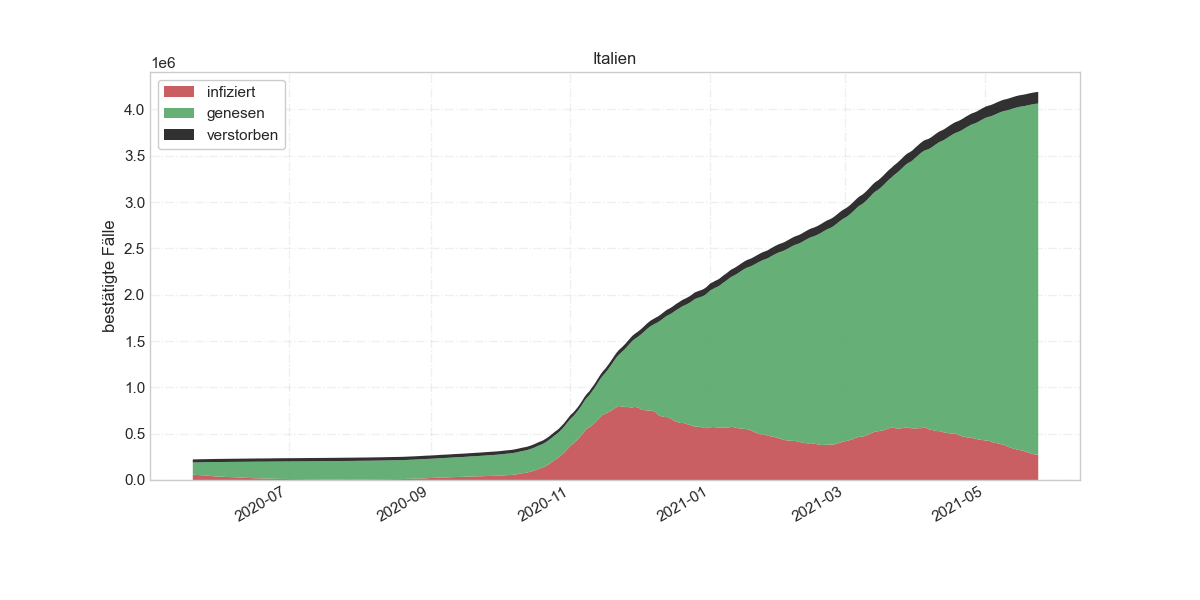 Italien
1e6
infiziert
genesen
verstorben
bestätigte Fälle
4.0
3.5
3.0
2.5
2.0
1.5
1.0
0.5
0.0
2020-07
2020-09
2020-11
2021-01
2021-03
2021-05